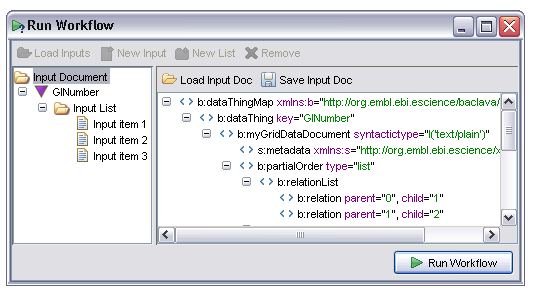 Run Workflow
Load Inputs New Input New List Remove
Input Document
GINumber
Input List
Input item 1
Input item 2
Input item 3
Load Input Doc Save Input Doc
<> b:dataThingMap xmlns:b="http://org.embl.ebi.escience/baclava/
<> b:dataThing key="GINumber"
<> b:myGridDataDocument syntactictype="l('text/plain')"
<> s:metadata xmlns:s="http://org.embl.ebi.escience/x
<> b:partialOrder type="list"
<> b:relationList
<> b:relation parent="0", child="1"
<> b:relation parent="1", child="2"
Run Workflow